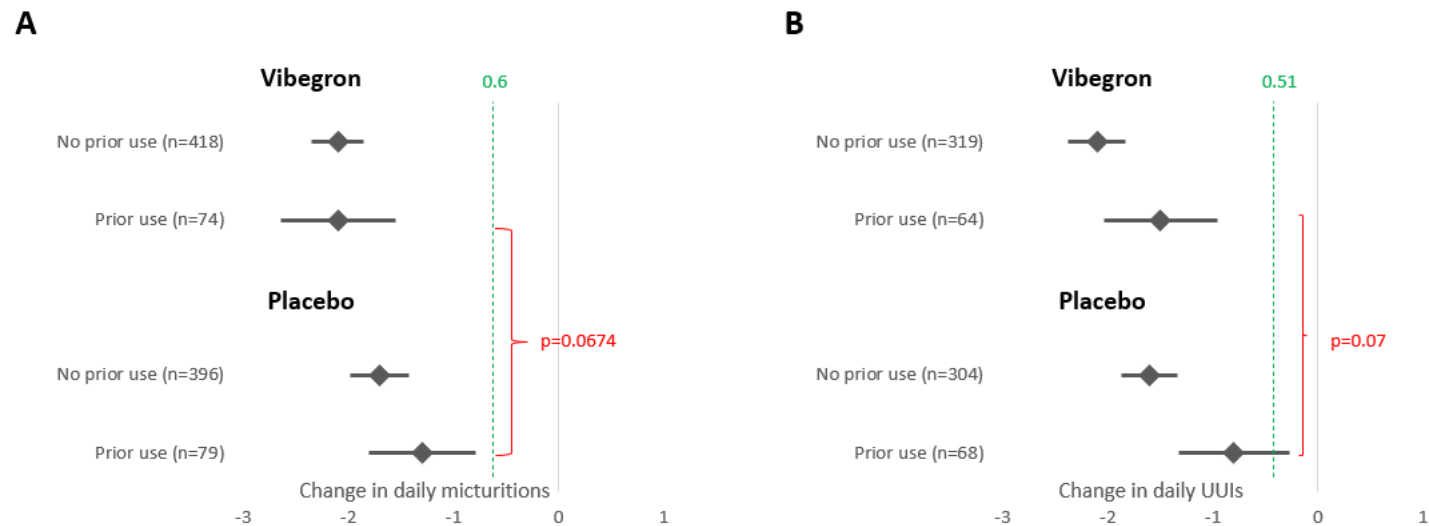 A
Vibegron
0.6
No prior use (n=418)
Prior use (n=74)
Placebo
p=0.0674
No prior use (n=396)
Prior use (n=79)
Change in daily micturitions
-3 -2 -1 0 1
B
Vibegron
0.51
No prior use (n=319)
Prior use (n=64)
Placebo
p=0.07
No prior use (n=304)
Prior use (n=68)
Change in daily UUIs
-3 -2 -1 0 1